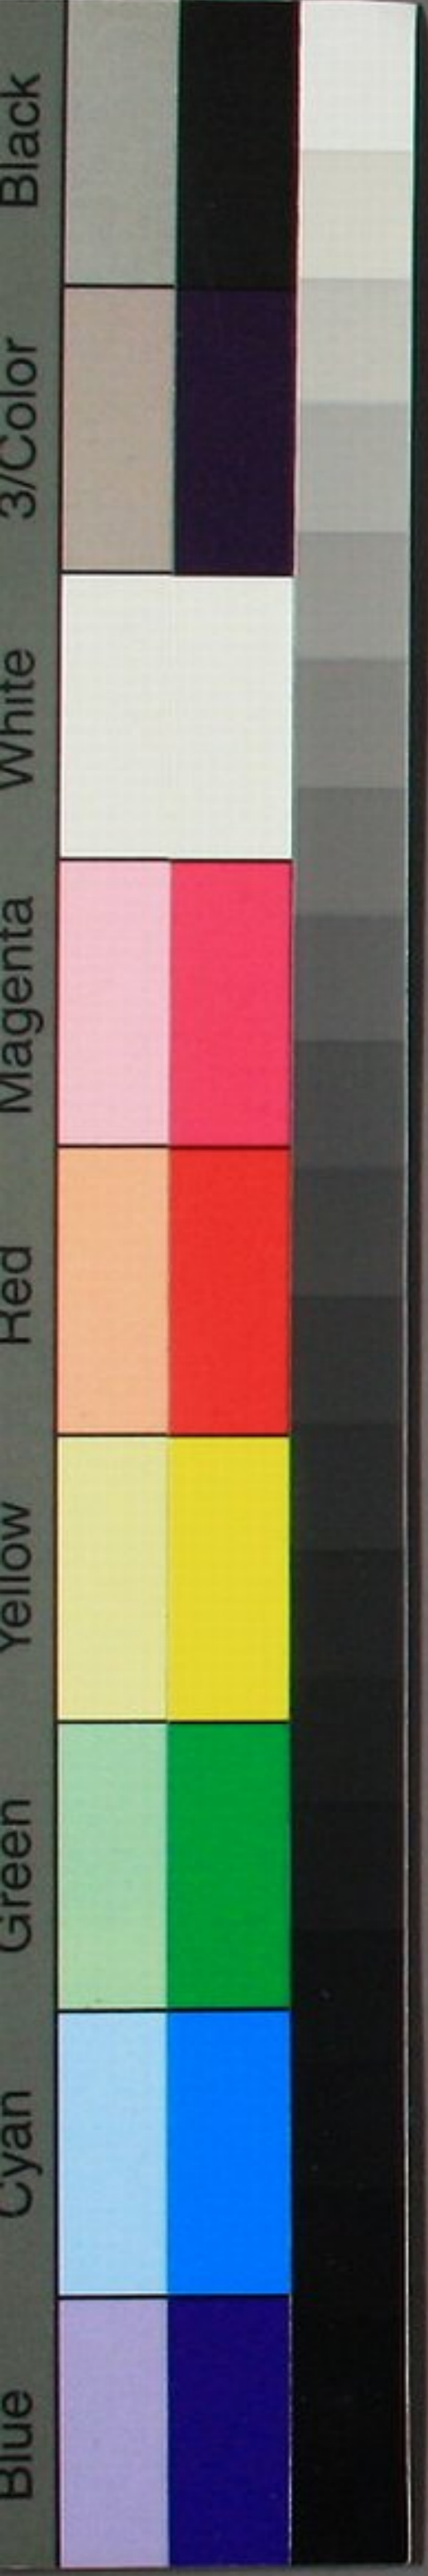 Black
3/Color
White
Magenta
Red
Yellow
Green
Cyan
Blue